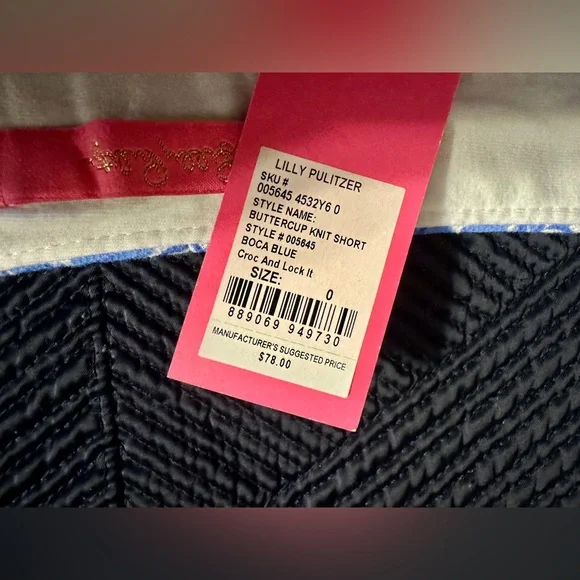 LILLY PULITZER
SKU #
005645 4532Y6 0
STYLE NAME:
BUTTERCUP KNIT SHORT
STYLE # 005645
BOCA BLUE
Croc And Lock It
SIZE: 0
889069 949730
MANUFACTURER'S SUGGESTED PRICE
$78.00